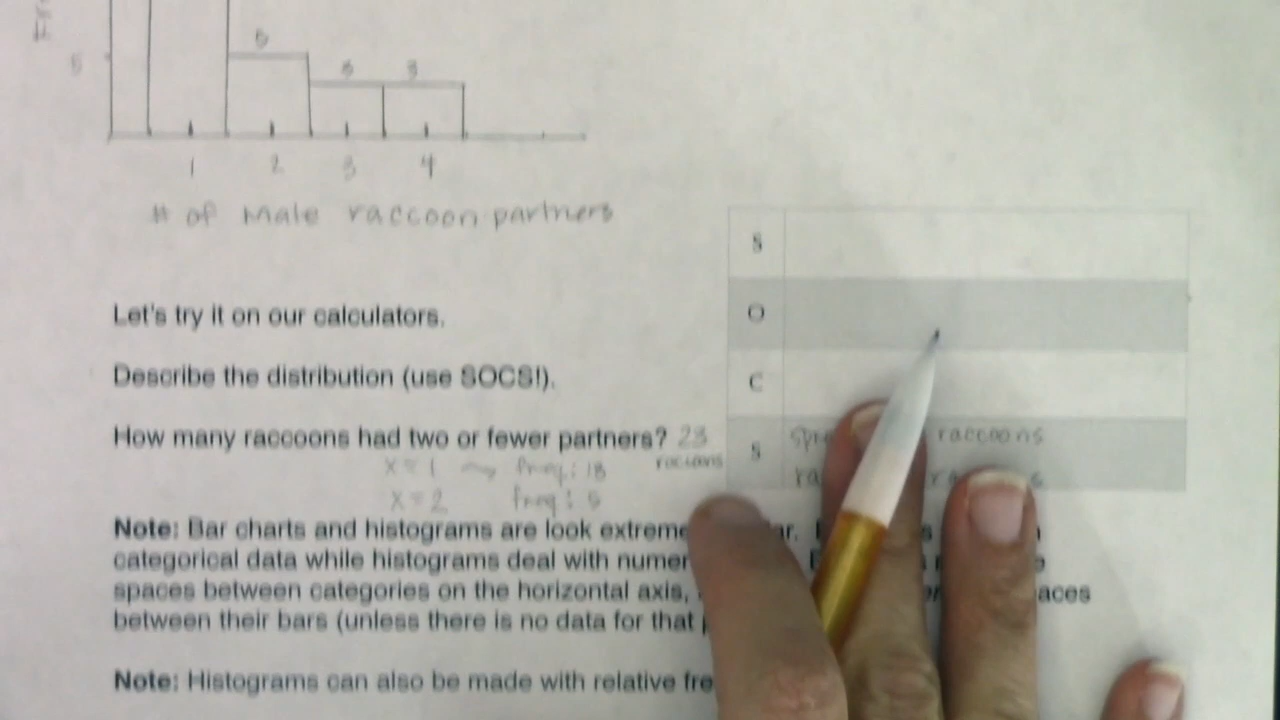 Fr
5
5
3 3
1 2 3 4
# of Male raccoon partners
S
O
C
S raccoons
Let's try it on our calculators.
Describe the distribution (use SOCS!).
How many raccoons had two or fewer partners? 23
raccoons
x=1 freq: 18
x=2 freq: 5
Note: Bar charts and histograms are look
categorical data while histograms deal with
spaces between categories on the horizontal axis,
between their bars (unless there is no data for that
Note: Histograms can also be made with relative